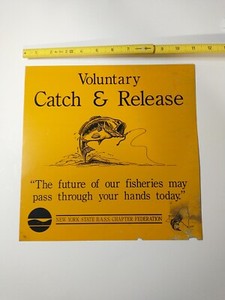 Voluntary
Catch & Release
"The future of our fisheries may
pass through your hands today."
NEW YORK STATE B.A.S.S. CHAPTER FEDERATION